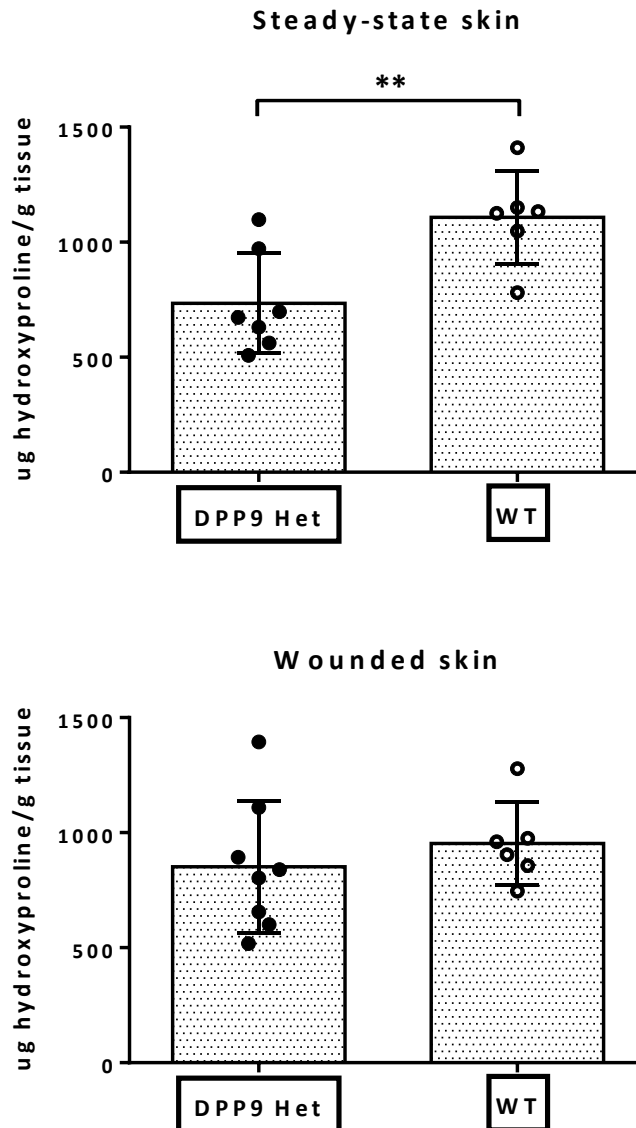 Steady-state skin
**
ug hydroxyproline/g tissue
1500
1000
500
0
DPP9 Het
WT
Wounded skin
ug hydroxyproline/g tissue
1500
1000
500
0
DPP9 Het
WT